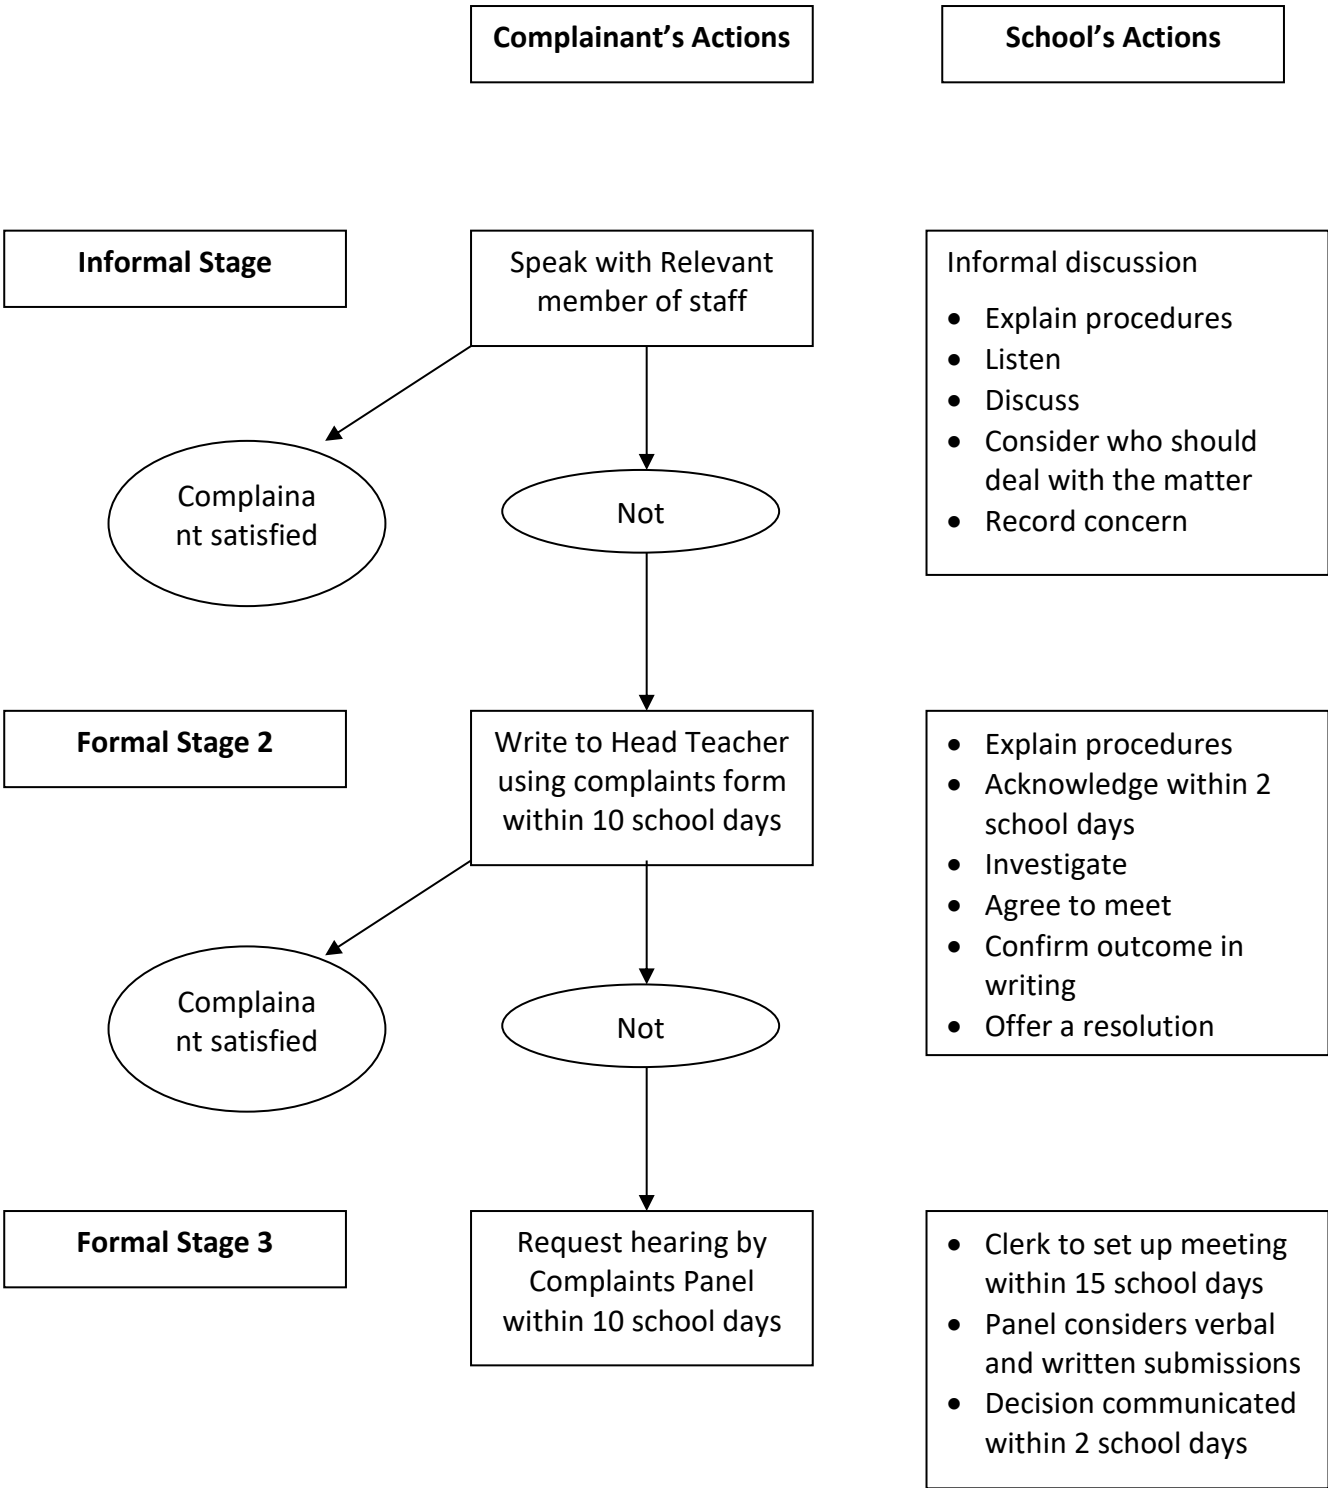 Complainant’s Actions
School’s Actions
Informal Stage
Speak with Relevant
member of staff
Informal discussion
• Explain procedures
• Listen
• Discuss
• Consider who should
deal with the matter
• Record concern
Complaina
nt satisfied
Not
Formal Stage 2
Write to Head Teacher
using complaints form
within 10 school days
• Explain procedures
• Acknowledge within 2
school days
• Investigate
• Agree to meet
• Confirm outcome in
writing
• Offer a resolution
Complaina
nt satisfied
Not
Formal Stage 3
Request hearing by
Complaints Panel
within 10 school days
• Clerk to set up meeting
within 15 school days
• Panel considers verbal
and written submissions
• Decision communicated
within 2 school days